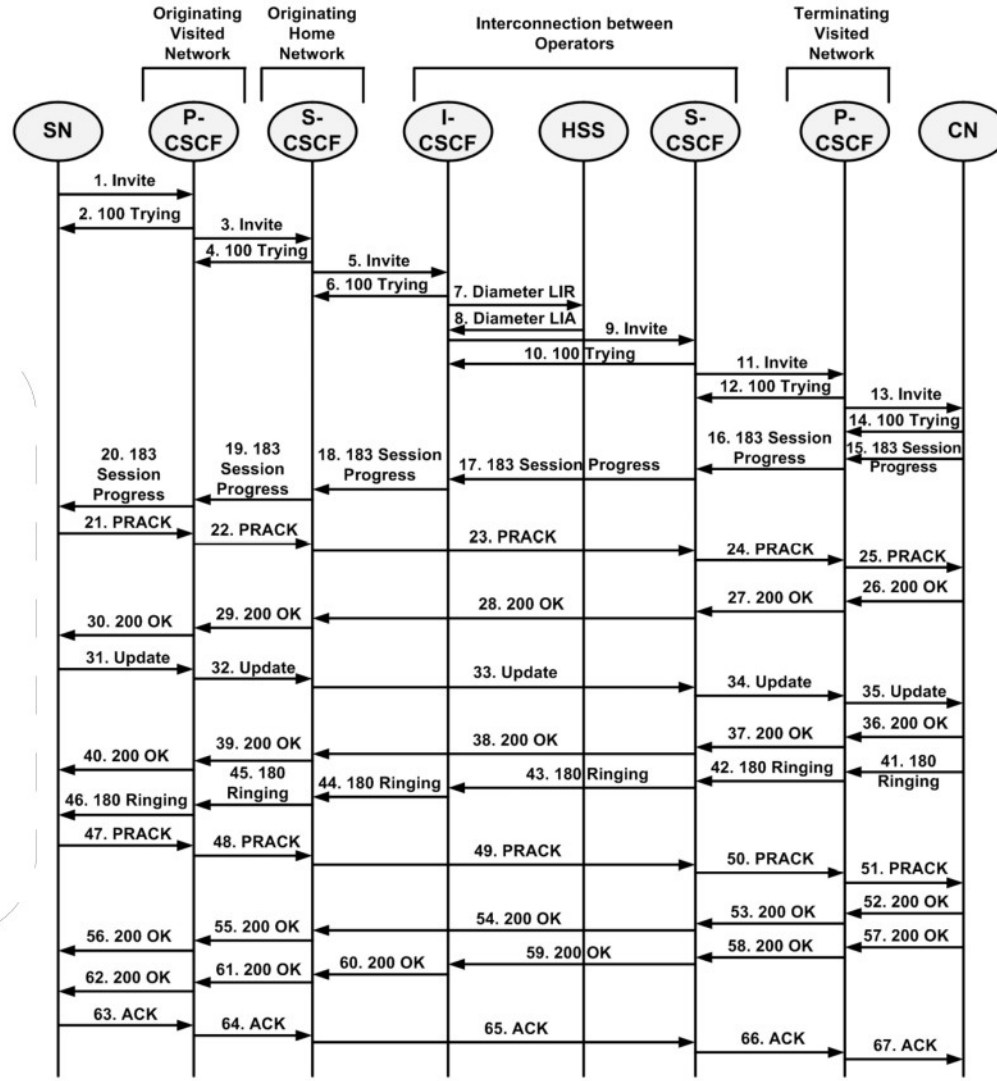 Originating
Visited
Network
Originating
Home
Network
Interconnection between
Operators
Terminating
Visited
Network
SN
P-
CSCF
S-
CSCF
I-
CSCF
HSS
S-
CSCF
P-
CSCF
CN
1. Invite
2. 100 Trying
3. Invite
4. 100 Trying
5. Invite
6. 100 Trying
7. Diameter LIR
8. Diameter LIA
9. Invite
10. 100 Trying
11. Invite
12. 100 Trying
13. Invite
14. 100 Trying
15. 183 Session
Progress
16. 183 Session
Progress
17. 183 Session Progress
18. 183 Session
Progress
19. 183
Session
Progress
20. 183
Session
Progress
21. PRACK
22. PRACK
23. PRACK
24. PRACK
25. PRACK
26. 200 OK
27. 200 OK
28. 200 OK
29. 200 OK
30. 200 OK
31. Update
32. Update
33. Update
34. Update
35. Update
36. 200 OK
37. 200 OK
38. 200 OK
39. 200 OK
40. 200 OK
41. 180
Ringing
42. 180 Ringing
43. 180 Ringing
44. 180 Ringing
45. 180
Ringing
46. 180 Ringing
47. PRACK
48. PRACK
49. PRACK
50. PRACK
51. PRACK
52. 200 OK
53. 200 OK
54. 200 OK
55. 200 OK
56. 200 OK
57. 200 OK
58. 200 OK
59. 200 OK
60. 200 OK
61. 200 OK
62. 200 OK
63. ACK
64. ACK
65. ACK
66. ACK
67. ACK